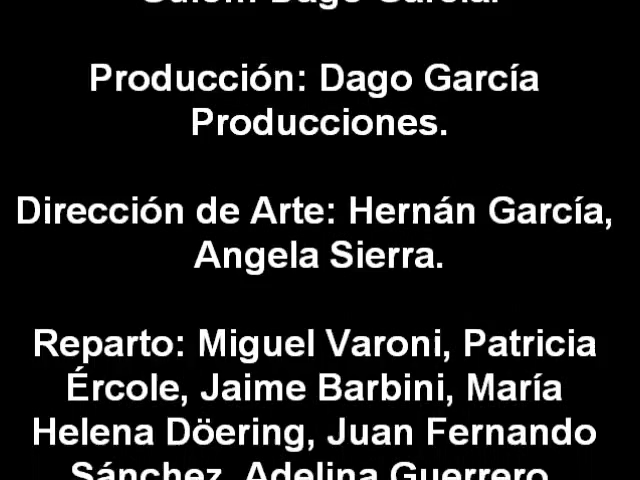 Dago García.
Producción: Dago García
Producciones.
Dirección de Arte: Hernán García,
Angela Sierra.
Reparto: Miguel Varoni, Patricia
Ércole, Jaime Barbini, María
Helena Döering, Juan Fernando
Sánchez, Adelina Guerrero,